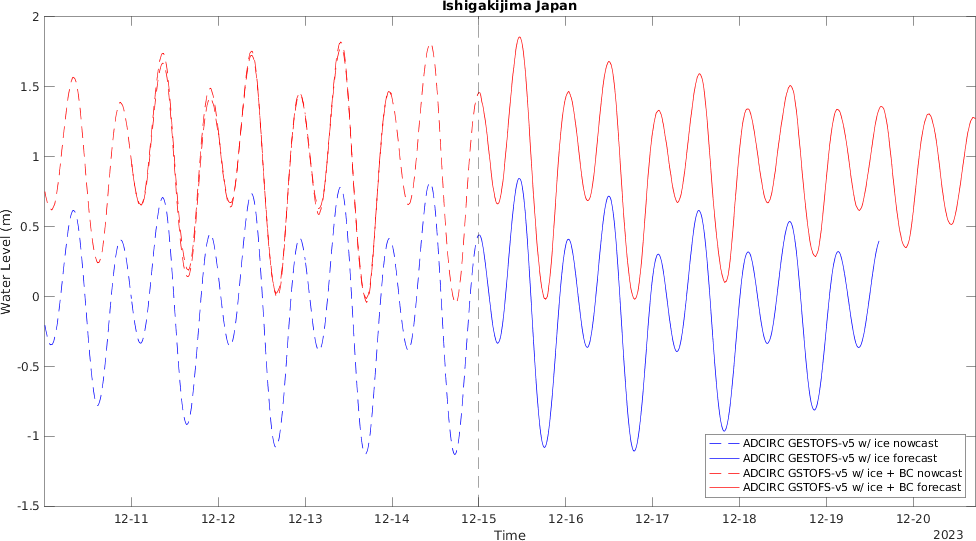 Ishigakijima Japan
2
1.5
1
0.5
0
-0.5
-1
-1.5
Water Level (m)
12-11
12-12
12-13
12-14
12-15
12-16
12-17
12-18
12-19
12-20
Time
2023
ADCIRC GESTOFS-v5 w/ ice nowcast
ADCIRC GESTOFS-v5 w/ ice forecast
ADCIRC GSTOFS-v5 w/ ice + BC nowcast
ADCIRC GSTOFS-v5 w/ ice + BC forecast